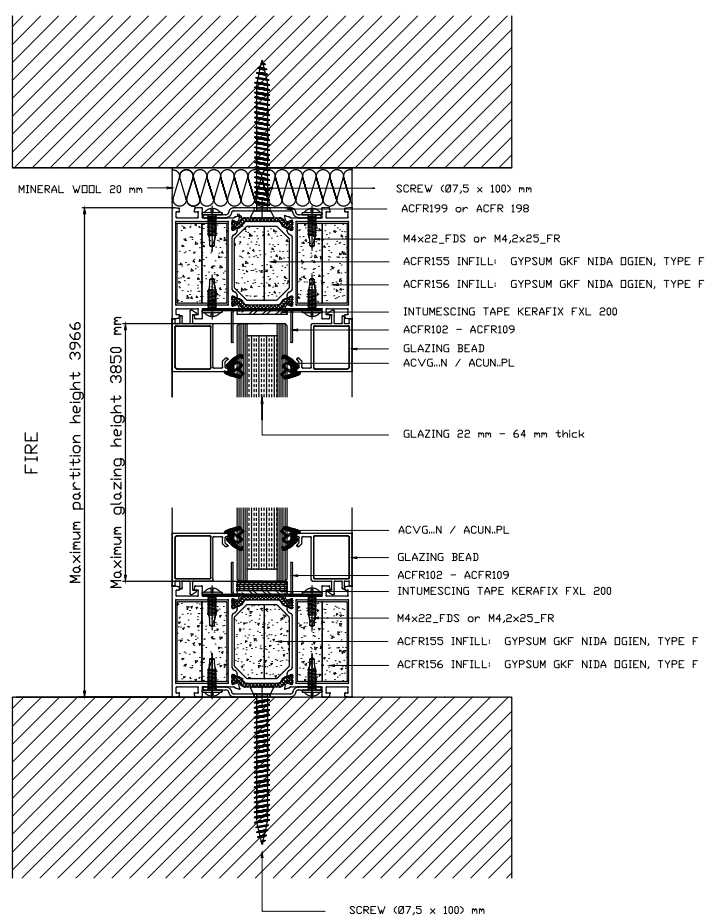 MINERAL WOOL 20 mm
SCREW (Ø7,5 x 100) mm
ACFR199 or ACFR 198
M4x22_FDS or M4,2x25_FR
ACFR155 INFILL: GYPSUM GKF NIDA OGIEN, TYPE F
ACFR156 INFILL: GYPSUM GKF NIDA OGIEN, TYPE F
INTUMESCING TAPE KERAFIX FXL 200
ACFR102 - ACFR109
GLAZING BEAD
ACVG...N / ACUN..PL
GLAZING 22 mm - 64 mm thick
FIRE
Maximum partition height 3966
Maximum glazing height 3850 mm
ACVG...N / ACUN..PL
GLAZING BEAD
ACFR102 - ACFR109
INTUMESCING TAPE KERAFIX FXL 200
M4x22_FDS or M4,2x25_FR
ACFR155 INFILL: GYPSUM GKF NIDA OGIEN, TYPE F
ACFR156 INFILL: GYPSUM GKF NIDA OGIEN, TYPE F
SCREW (Ø7,5 x 100) mm